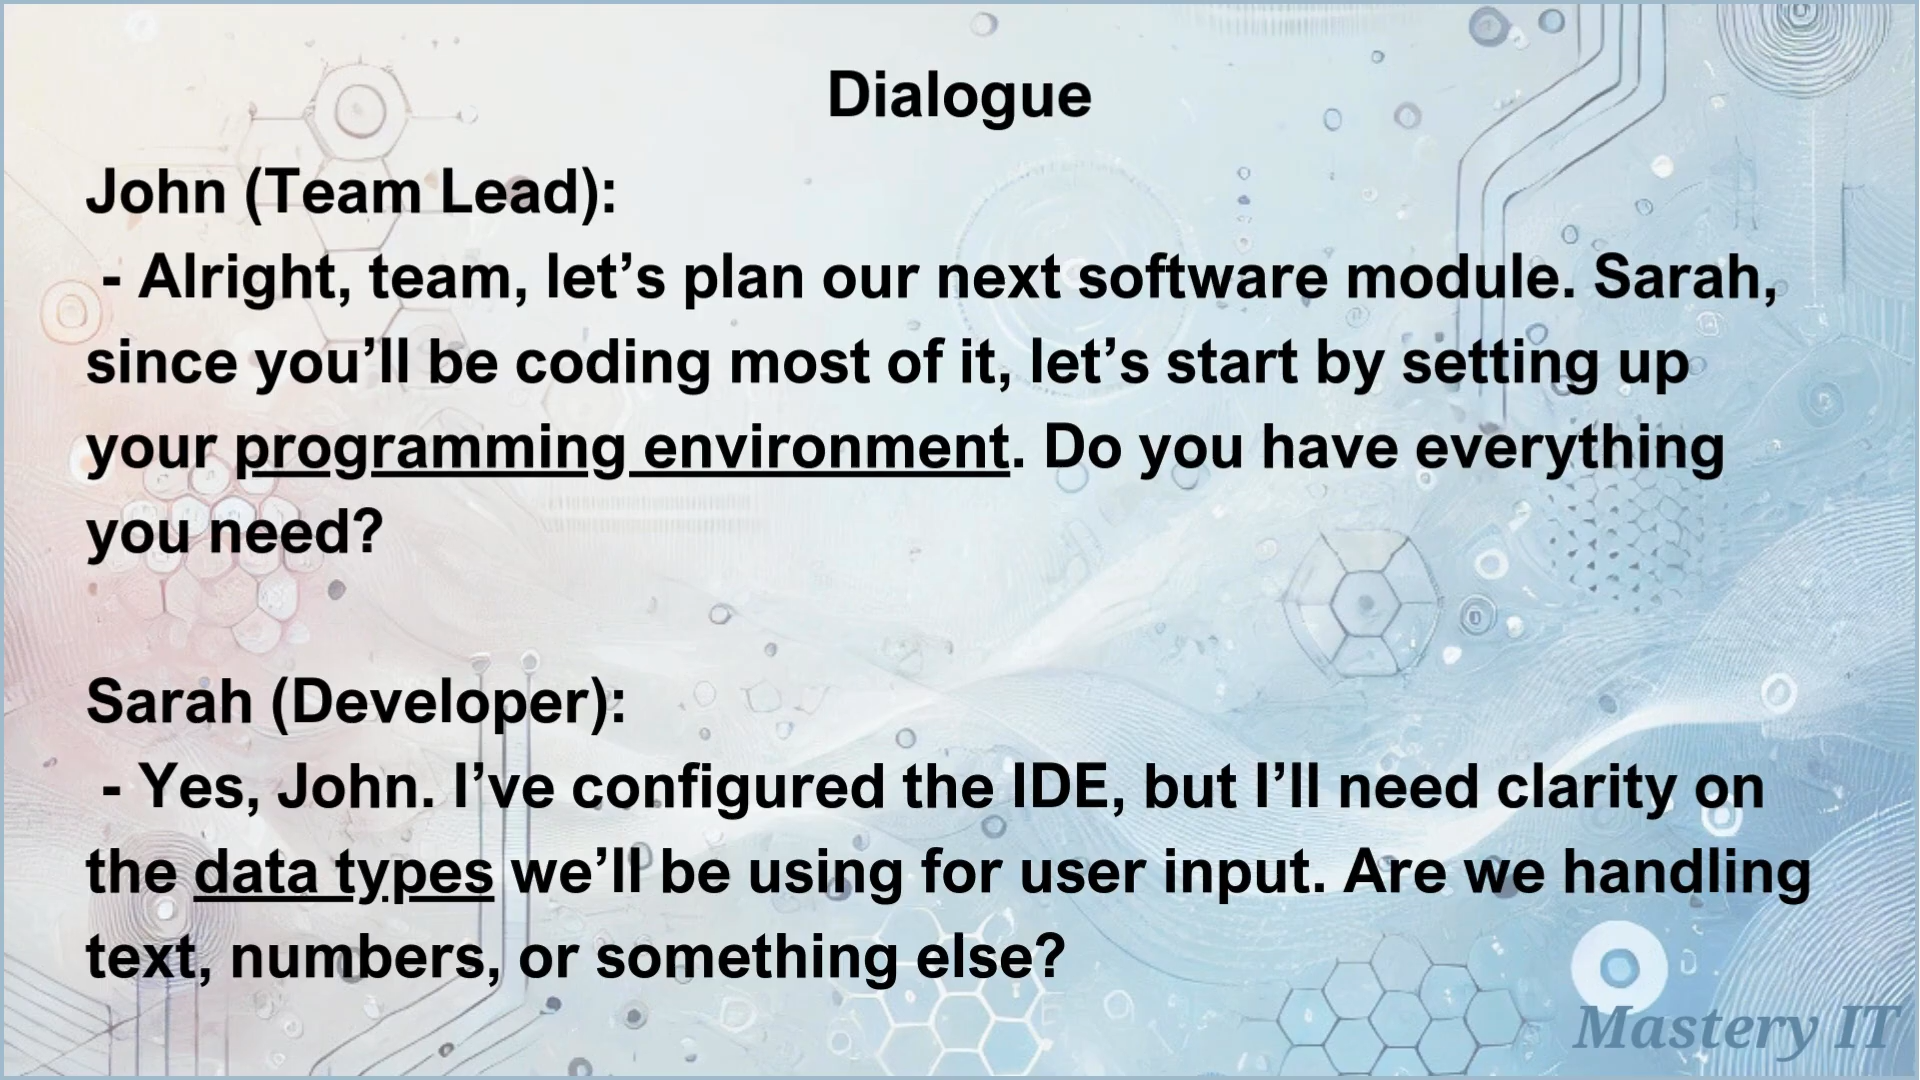 Dialogue
John (Team Lead):
- Alright, team, let’s plan our next software module. Sarah,
since you’ll be coding most of it, let’s start by setting up
your programming environment. Do you have everything
you need?
Sarah (Developer):
- Yes, John. I’ve configured the IDE, but I’ll need clarity on
the data types we’ll be using for user input. Are we handling
text, numbers, or something else?
Mastery IT